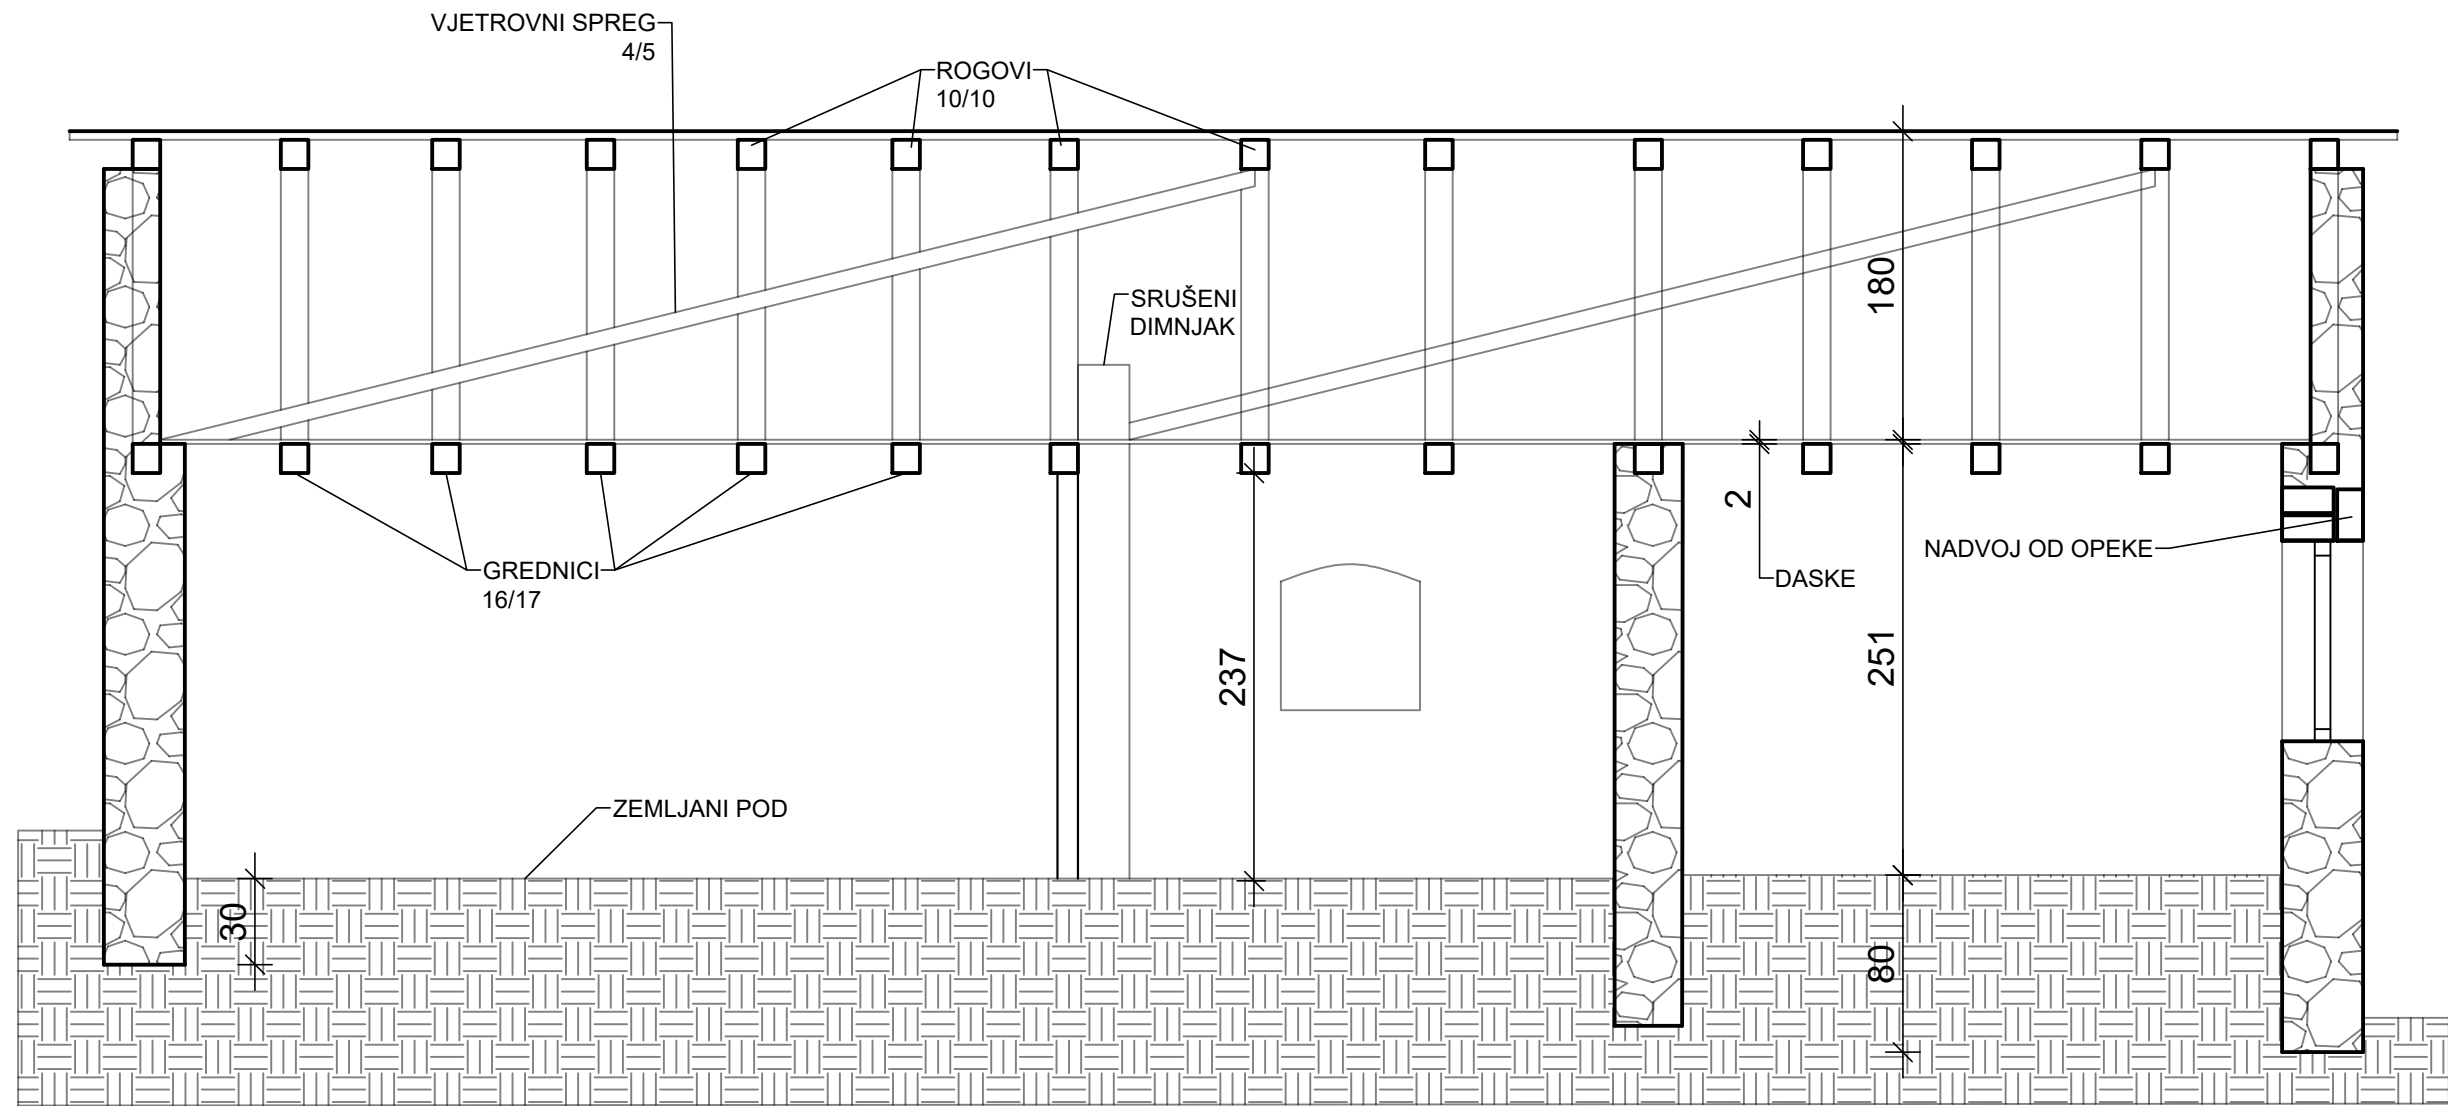 VJETROVNI SPREG
4/5
ROGOVI
10/10
180
SRUŠENI
DIMNJAK
2
NADVOJ OD OPEKE
DASKE
GREDNICI
16/17
237
251
ZEMLJANI POD
30
80